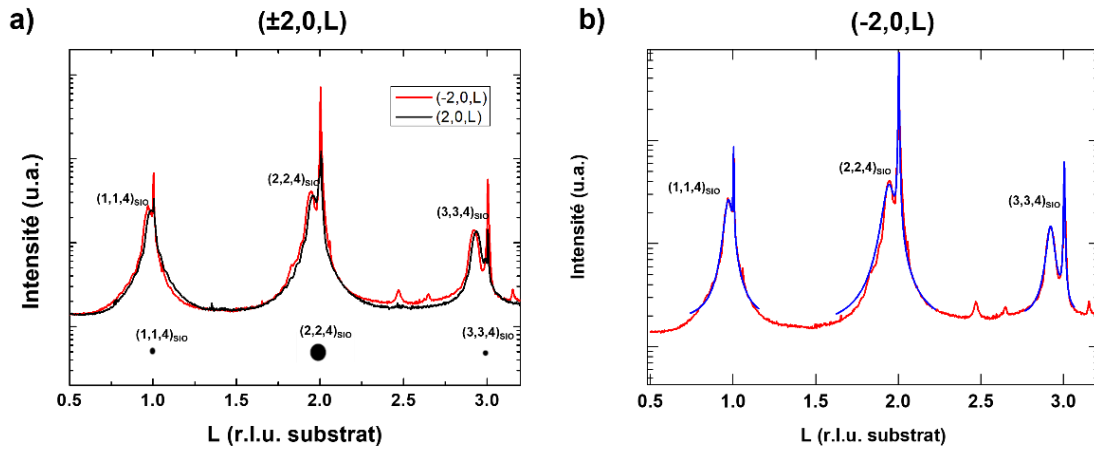 a)
(±2,0,L)
Intensité (u.a.)
(-2,0,L)
(2,0,L)
(1,1,4)SIO
(2,2,4)SIO
(3,3,4)SIO
(1,1,4)SIO
(2,2,4)SIO
(3,3,4)SIO
0.5 1.0 1.5 2.0 2.5 3.0
L (r.l.u. substrat)
b)
(-2,0,L)
Intensité (u.a.)
(1,1,4)SIO
(2,2,4)SIO
(3,3,4)SIO
0.5 1.0 1.5 2.0 2.5 3.0
L (r.l.u. substrat)